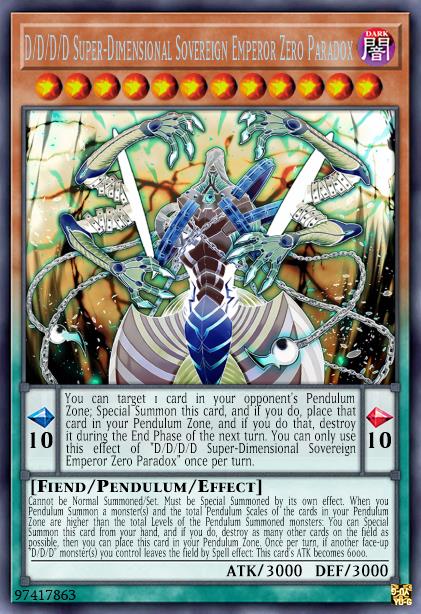 D/D/D/D Super-Dimensional Sovereign Emperor Zero Paradox
DARK
闇
You can target 1 card in your opponent's Pendulum
Zone; Special Summon this card, and if you do, place that
card in your Pendulum Zone, and if you do that, destroy
it during the End Phase of the next turn. You can only use
this effect of "D/D/D/D Super-Dimensional Sovereign
Emperor Zero Paradox" once per turn.
10
10
[Fiend/Pendulum/Effect]
Cannot be Normal Summoned/Set. Must be Special Summoned by its own effect. When you
Pendulum Summon a monster(s) and the total Pendulum Scales of the cards in your Pendulum
Zone are higher than the total Levels of the Pendulum Summoned monsters: You can Special
Summon this card from your hand, and if you do, destroy as many other cards on the field as
possible, then you can place this card in your Pendulum Zone. Once per turn, if another face-up
"D/D/D" monster(s) you control leaves the field by Spell effect: This card's ATK becomes 6000.
ATK/3000 DEF/3000
97417863